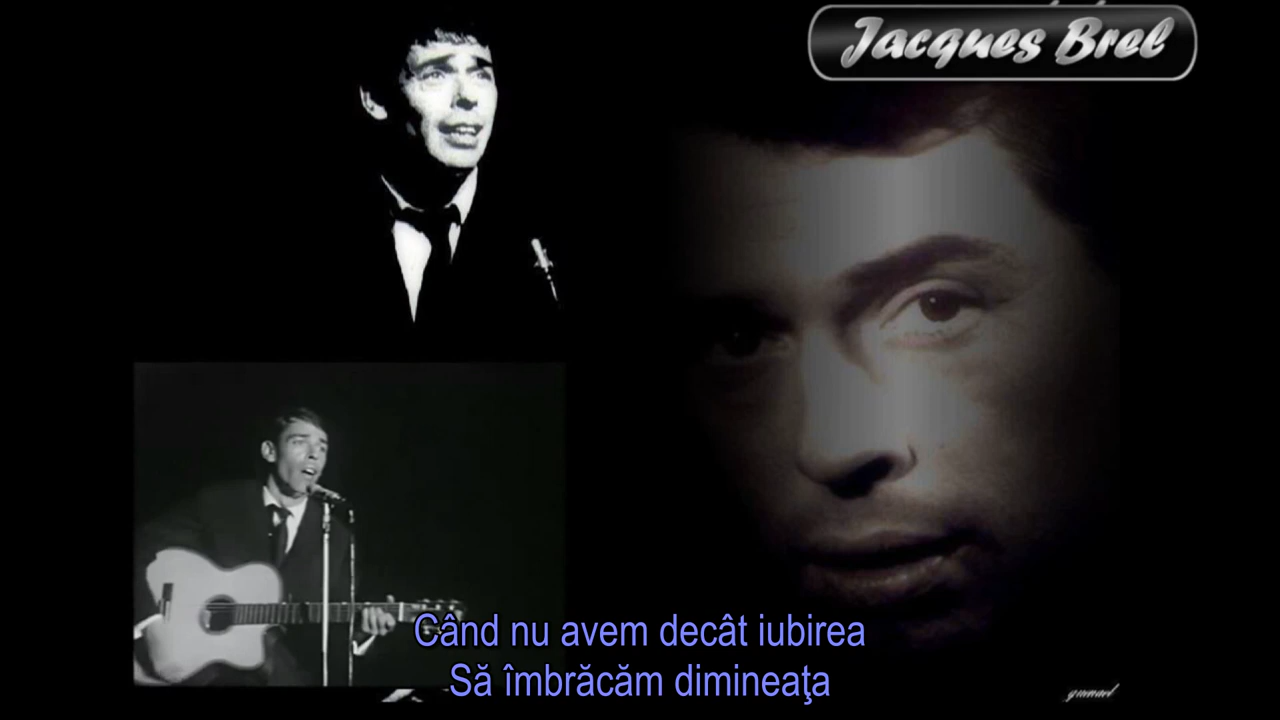 Jacques Brel
Când nu avem decât iubirea
Să îmbrăcăm dimineaţa